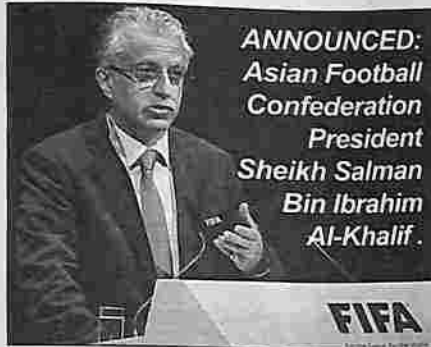 ANNOUNCED:
Asian Football
Confederation
President
Sheikh Salman
Bin Ibrahim
Al-Khalif .
FIFA